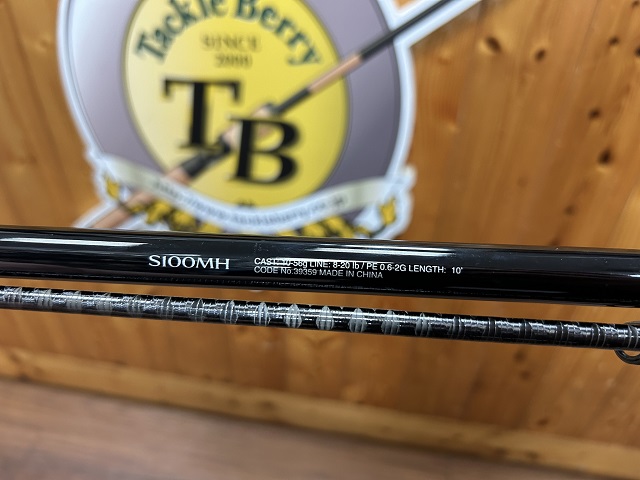 Tackle Berry
SINCE
2000
TB
S100MH
CAST: 10-56g LINE: 8-20 lb / PE 0.6-2G LENGTH: 10'
CODE No.39359 MADE IN CHINA